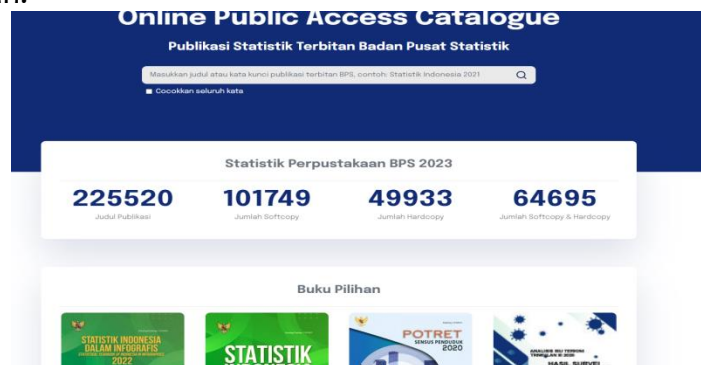 Online Public Access Catalogue
Publikasi Statistik Terbitan Badan Pusat Statistik
Masukkan judul atau kata kunci publikasi terbitan BPS, contoh: Statistik Indonesia 2021
Cocokkan seluruh kata
Statistik Perpustakaan BPS 2023
225520 101749 49933 64695
Judul Publikasi Jumlah Softcopy Jumlah Hardcopy Jumlah Softcopy & Hardcopy
Buku Pilihan
STATISTIK INDONESIA
DALAM INFOGRAFIS
2022
STATISTIK
POTRET
SENSUS PENDUDUK
2020
HASIL SURVEI